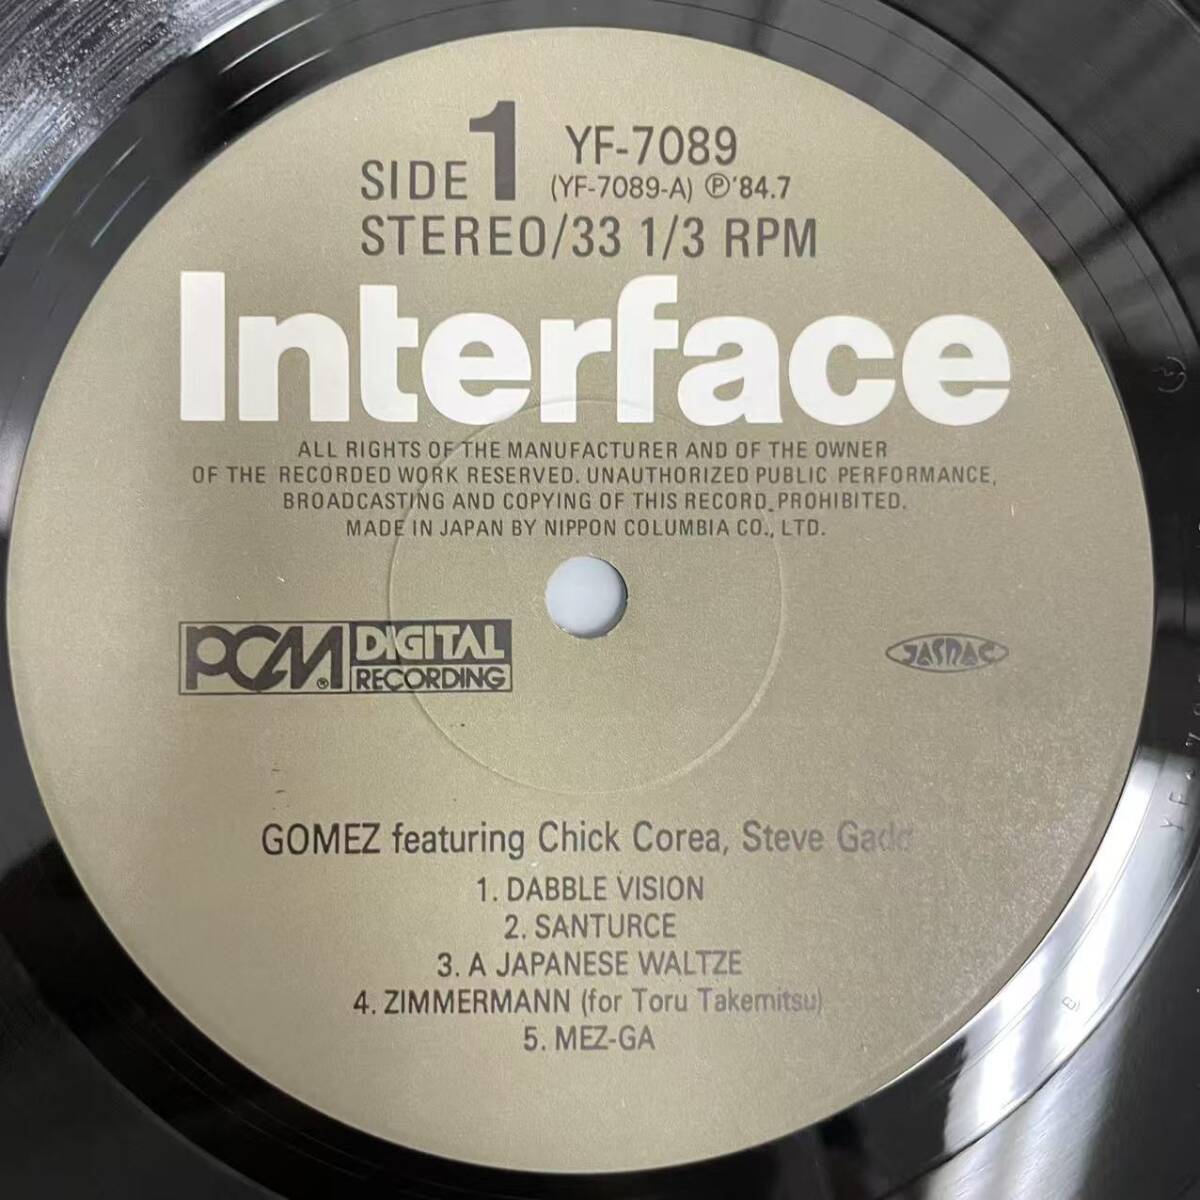 SIDE 1 YF-7089
(YF-7089-A) Ⓟ'84.7
STEREO/33 1/3 RPM
Interface
ALL RIGHTS OF THE MANUFACTURER AND OF THE OWNER
OF THE RECORDED WORK RESERVED. UNAUTHORIZED PUBLIC PERFORMANCE,
BROADCASTING AND COPYING OF THIS RECORD PROHIBITED.
MADE IN JAPAN BY NIPPON COLUMBIA CO., LTD.
PCM® DIGITAL
RECORDING
JASRAC
GOMEZ featuring Chick Corea, Steve Gadd
1. DABBLE VISION
2. SANTURCE
3. A JAPANESE WALTZE
4. ZIMMERMANN (for Toru Takemitsu)
5. MEZ-GA